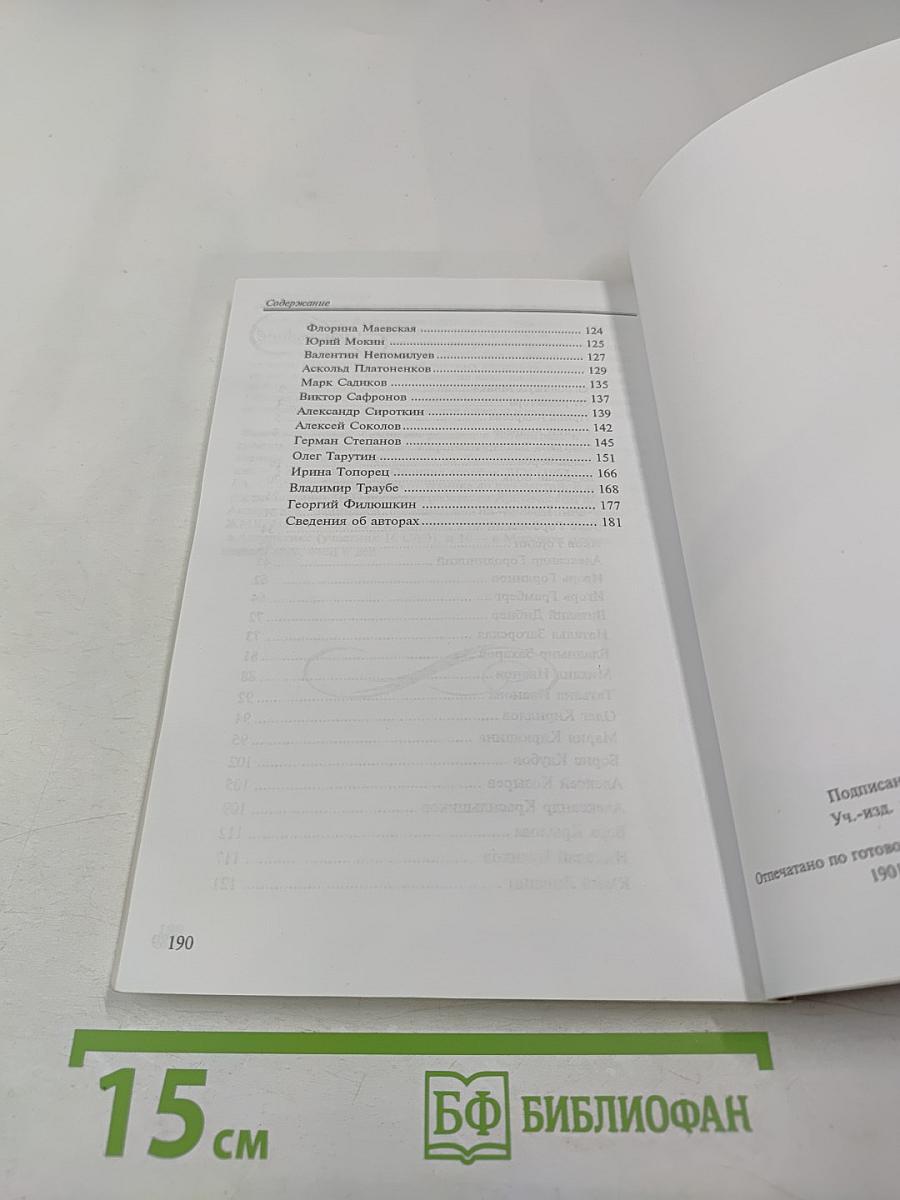 Содержание
Флорина Маевская ........ 124
Юрий Мокин ........ 125
Валентин Непомилуев ........ 127
Аскольд Платоненков ........ 129
Марк Садиков ........ 135
Виктор Сафронов ........ 137
Александр Сироткин ........ 139
Алексей Соколов ........ 142
Герман Степанов ........ 145
Олег Тарутин ........ 151
Ирина Топорец ........ 166
Владимир Траубе ........ 168
Георгий Филюшкин ........ 177
Сведения об авторах ........ 181
190
Подписан
Уч.-изд.
Отпечатано по готово
190
15 см
БФ БИБЛИОФАН